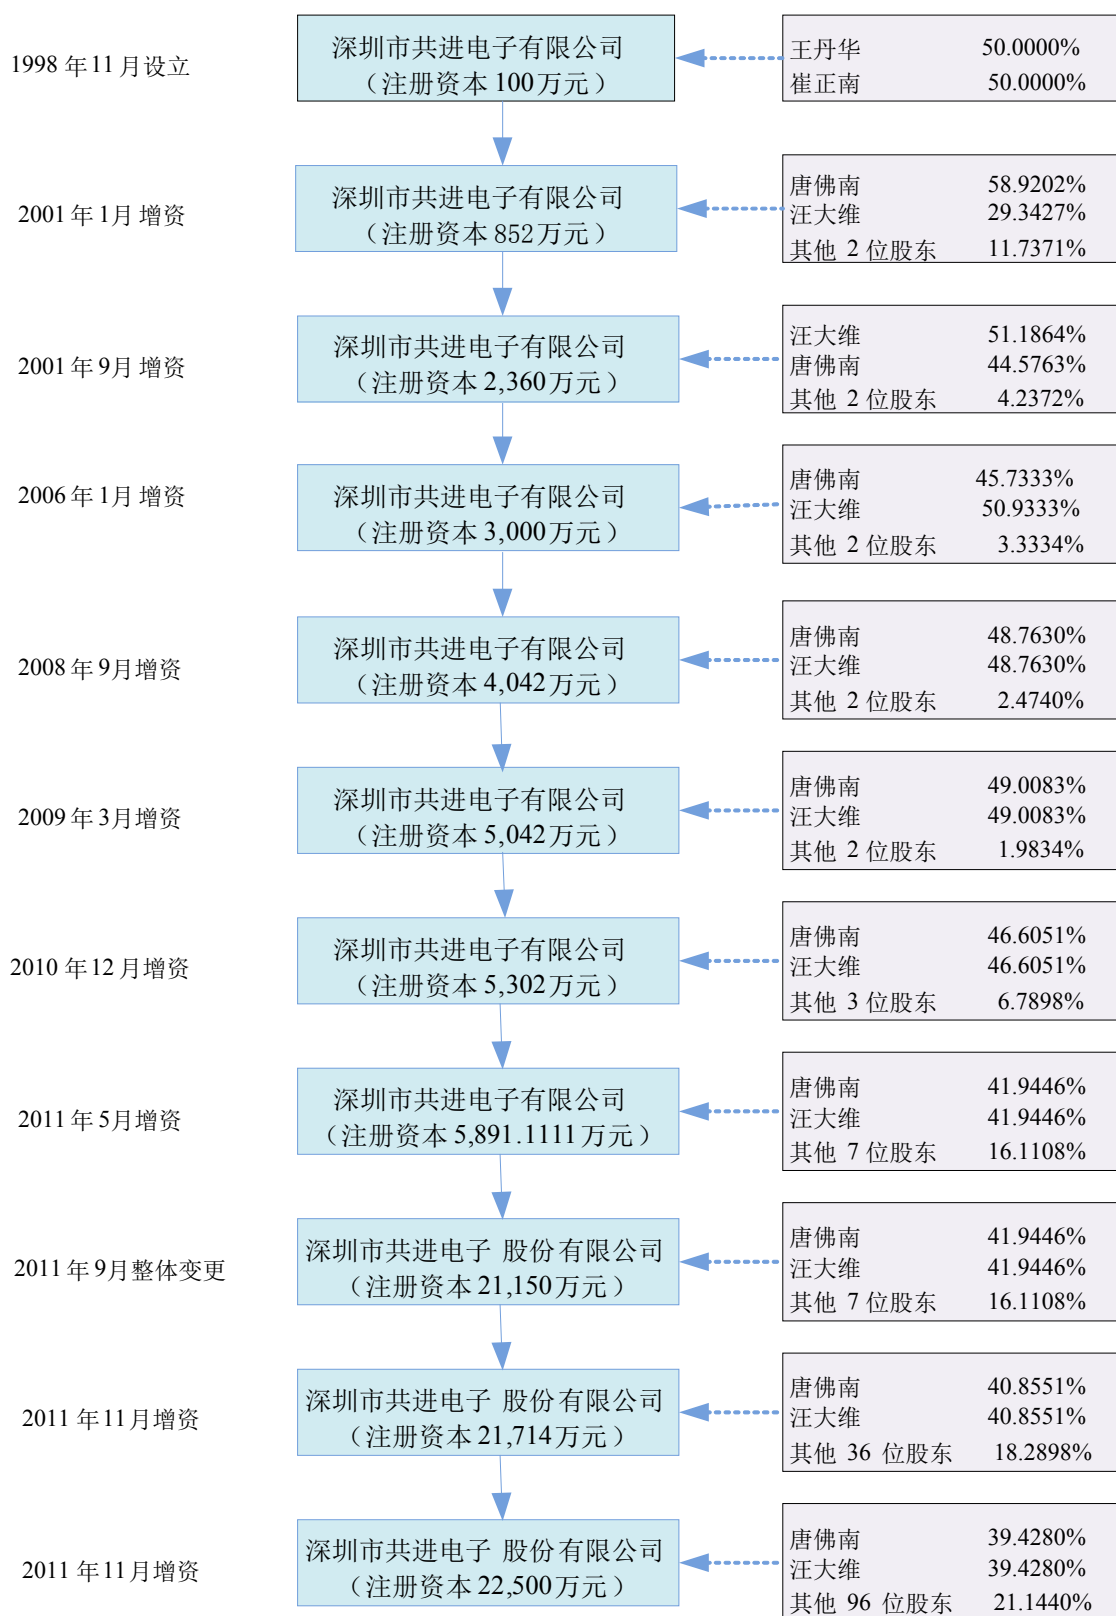 1998年11月设立
深圳市共进电子有限公司
（注册资本100万元）
王丹华 50.0000%
崔正南 50.0000%
2001年1月增资
深圳市共进电子有限公司
（注册资本852万元）
唐佛南 58.9202%
汪大维 29.3427%
其他 2 位股东 11.7371%
2001年9月增资
深圳市共进电子有限公司
（注册资本2,360万元）
汪大维 51.1864%
唐佛南 44.5763%
其他 2 位股东 4.2372%
2006年1月增资
深圳市共进电子有限公司
（注册资本3,000万元）
唐佛南 45.7333%
汪大维 50.9333%
其他 2 位股东 3.3334%
2008年9月增资
深圳市共进电子有限公司
（注册资本4,042万元）
唐佛南 48.7630%
汪大维 48.7630%
其他 2 位股东 2.4740%
2009年3月增资
深圳市共进电子有限公司
（注册资本5,042万元）
唐佛南 49.0083%
汪大维 49.0083%
其他 2 位股东 1.9834%
2010年12月增资
深圳市共进电子有限公司
（注册资本5,302万元）
唐佛南 46.6051%
汪大维 46.6051%
其他 3 位股东 6.7898%
2011年5月增资
深圳市共进电子有限公司
（注册资本5,891.1111万元）
唐佛南 41.9446%
汪大维 41.9446%
其他 7 位股东 16.1108%
2011年9月整体变更
深圳市共进电子 股份有限公司
（注册资本21,150万元）
唐佛南 41.9446%
汪大维 41.9446%
其他 7 位股东 16.1108%
2011年11月增资
深圳市共进电子 股份有限公司
（注册资本21,714万元）
唐佛南 40.8551%
汪大维 40.8551%
其他 36 位股东 18.2898%
2011年11月增资
深圳市共进电子 股份有限公司
（注册资本22,500万元）
唐佛南 39.4280%
汪大维 39.4280%
其他 96 位股东 21.1440%